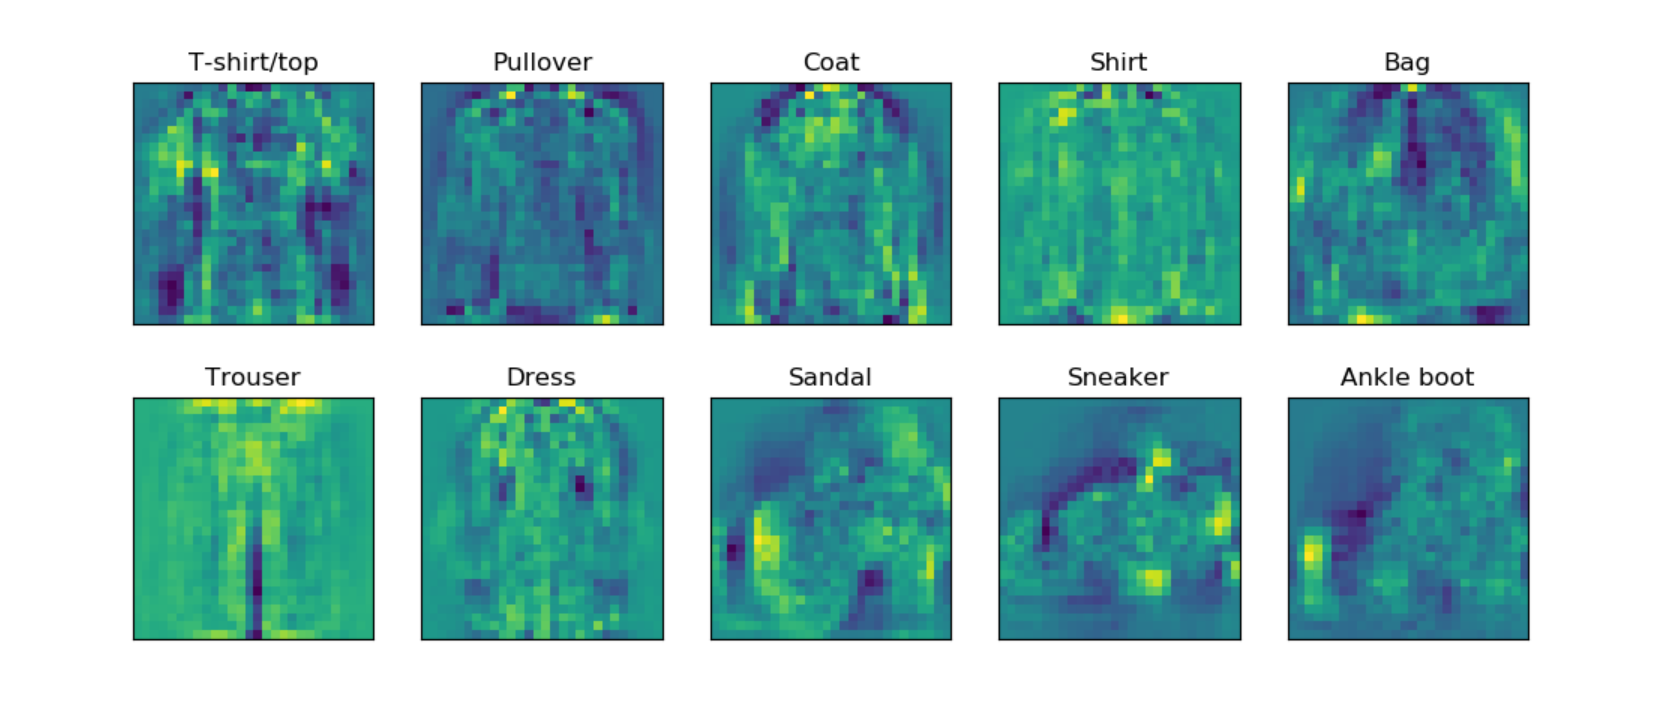 T-shirt/top
Pullover
Coat
Shirt
Bag
Trouser
Dress
Sandal
Sneaker
Ankle boot